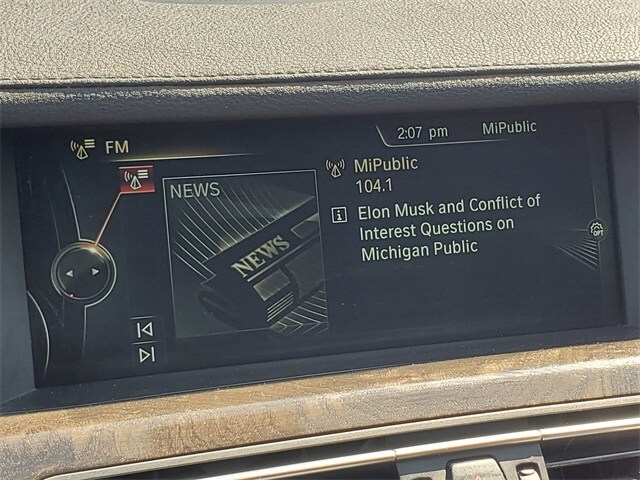 FM
2:07 pm
MiPublic
NEWS
NEWS
MiPublic
104.1
Elon Musk and Conflict of
Interest Questions on
Michigan Public
OPT